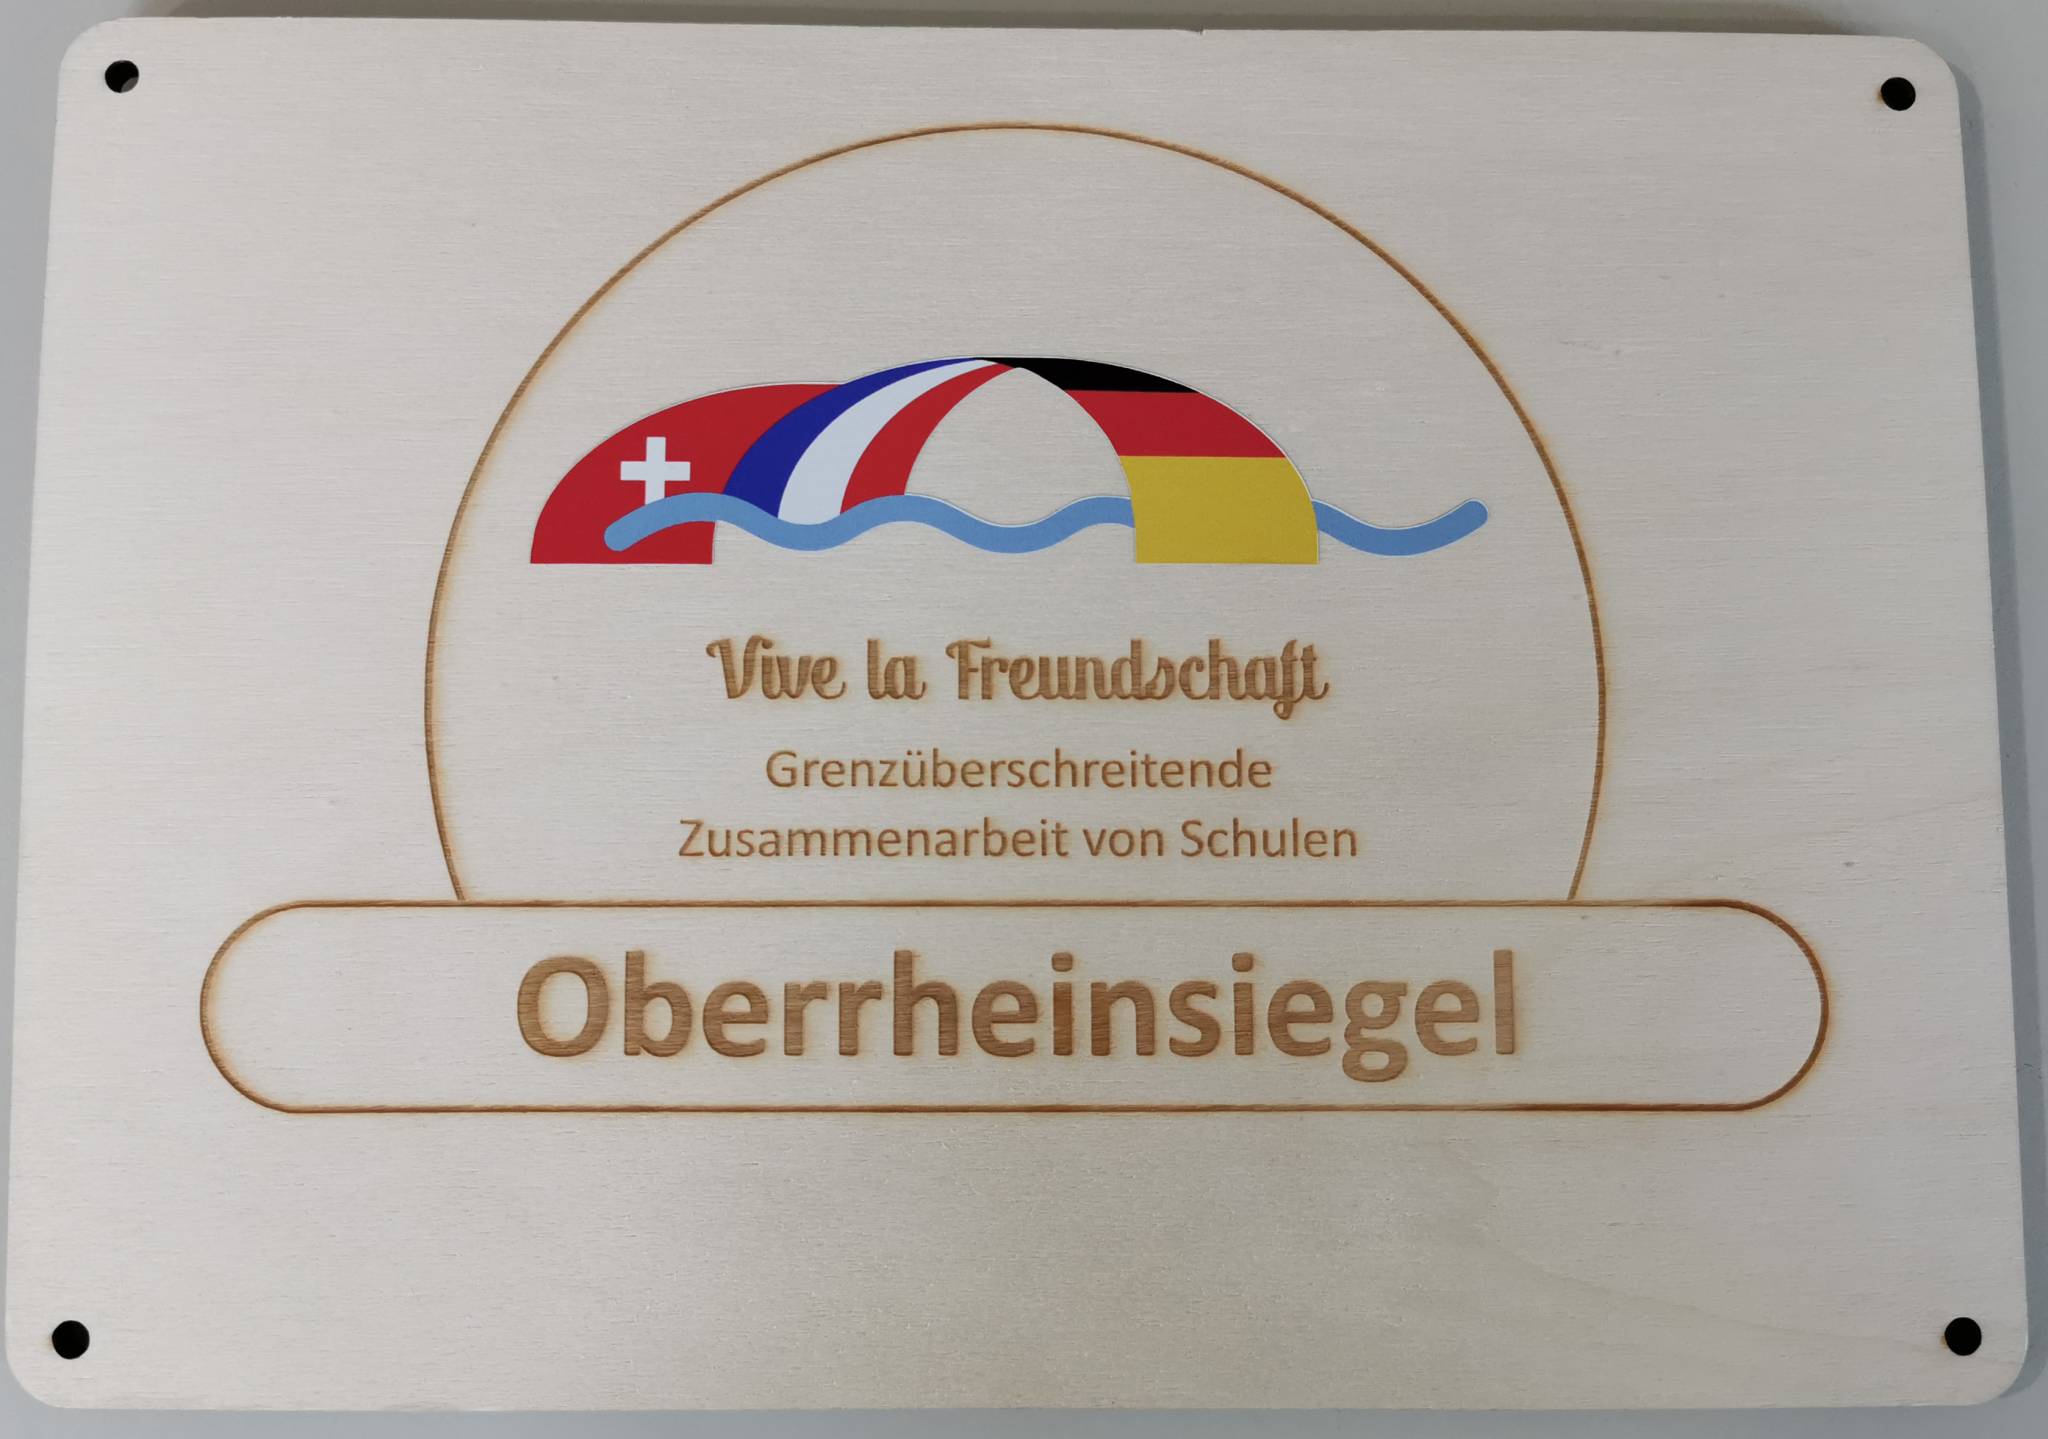 Vive la Freundschaft
Grenzüberschreitende
Zusammenarbeit von Schulen
Oberrheinsiegel